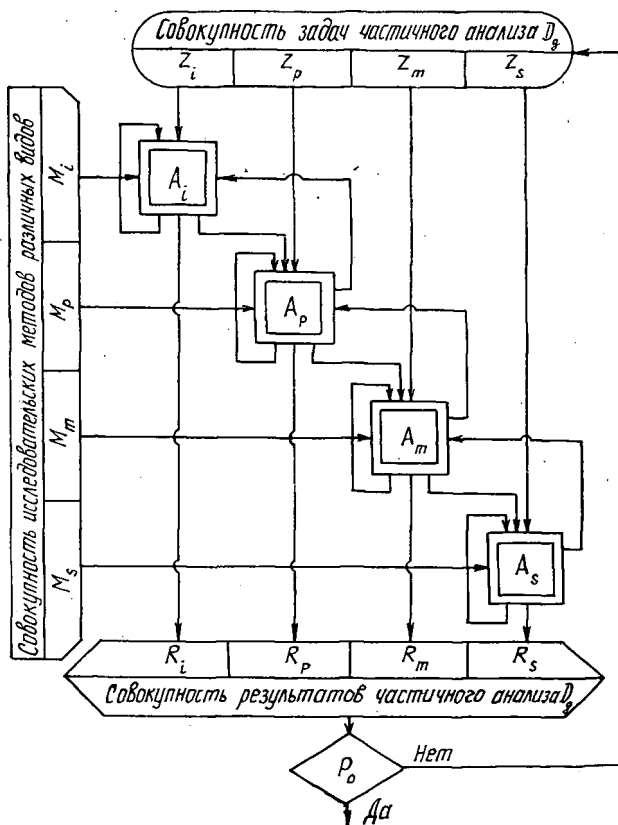 Совокупность задач частичного анализа D_g
Z_i Z_p Z_m Z_s
Совокупность исследовательских методов различных видов
M_i
M_p
M_m
M_s
A_i
A_p
A_m
A_s
R_i R_p R_m R_s
Совокупность результатов частичного анализа D_g
P_o
Нет
Да